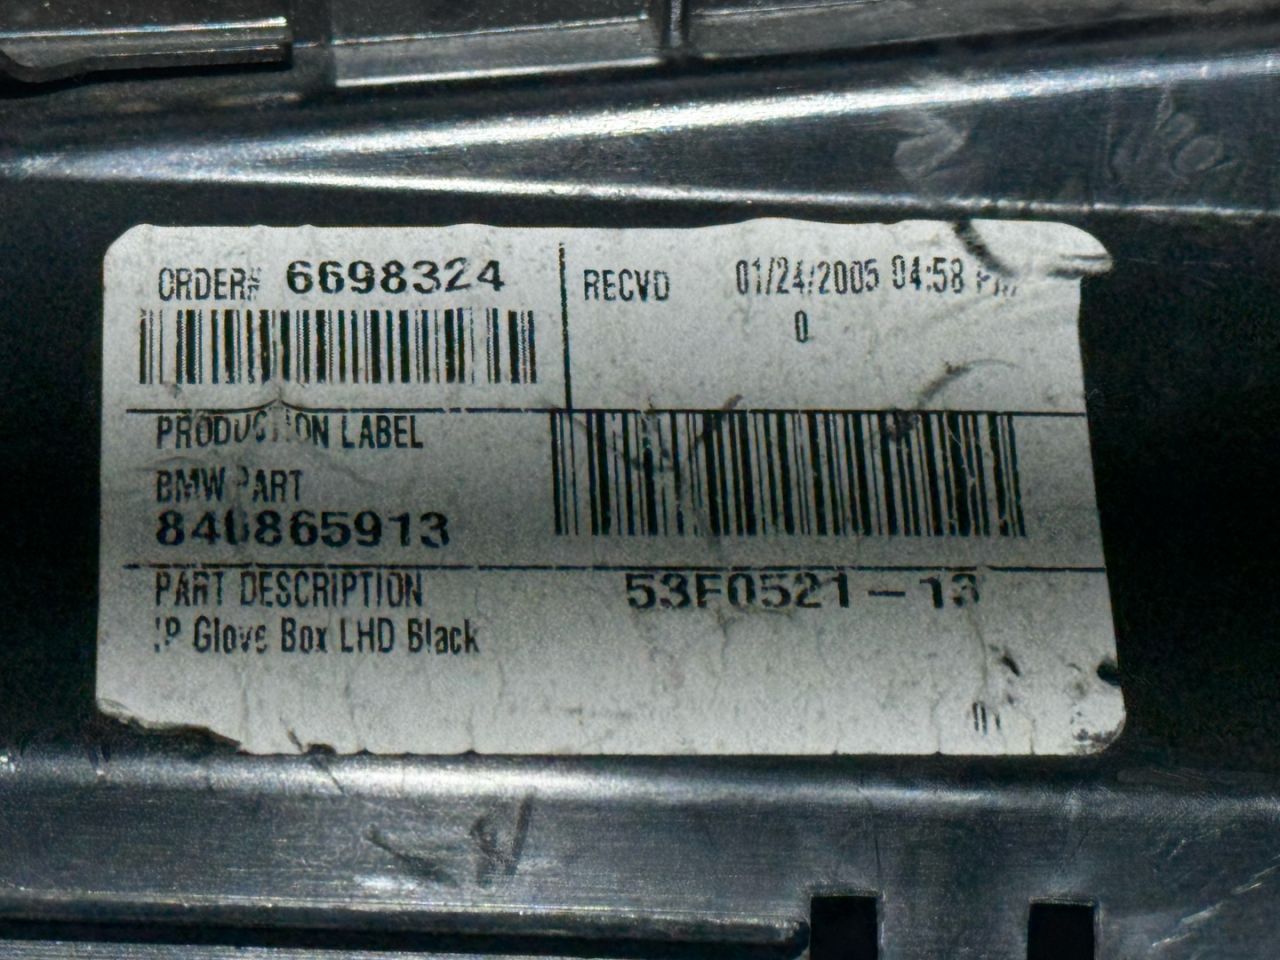 ORDER# 6698324
RECVD 01/24/2005 04:58 PM
0
PRODUCTION LABEL
BMW PART
840865913
PART DESCRIPTION
IP Glove Box LHD Black
53F0521-13